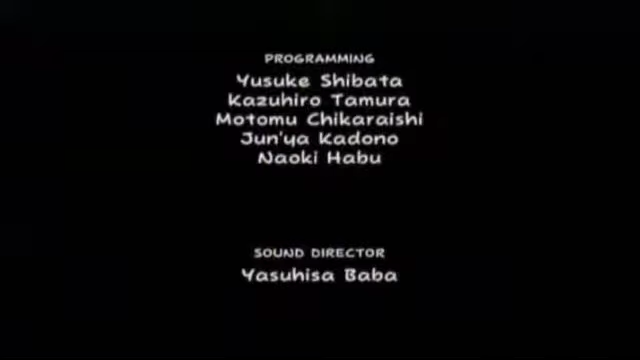 PROGRAMMING
Yusuke Shibata
Kazuhiro Tamura
Motomu Chikaraishi
Jun'ya Kadono
Naoki Habu
SOUND DIRECTOR
Yasuhisa Baba